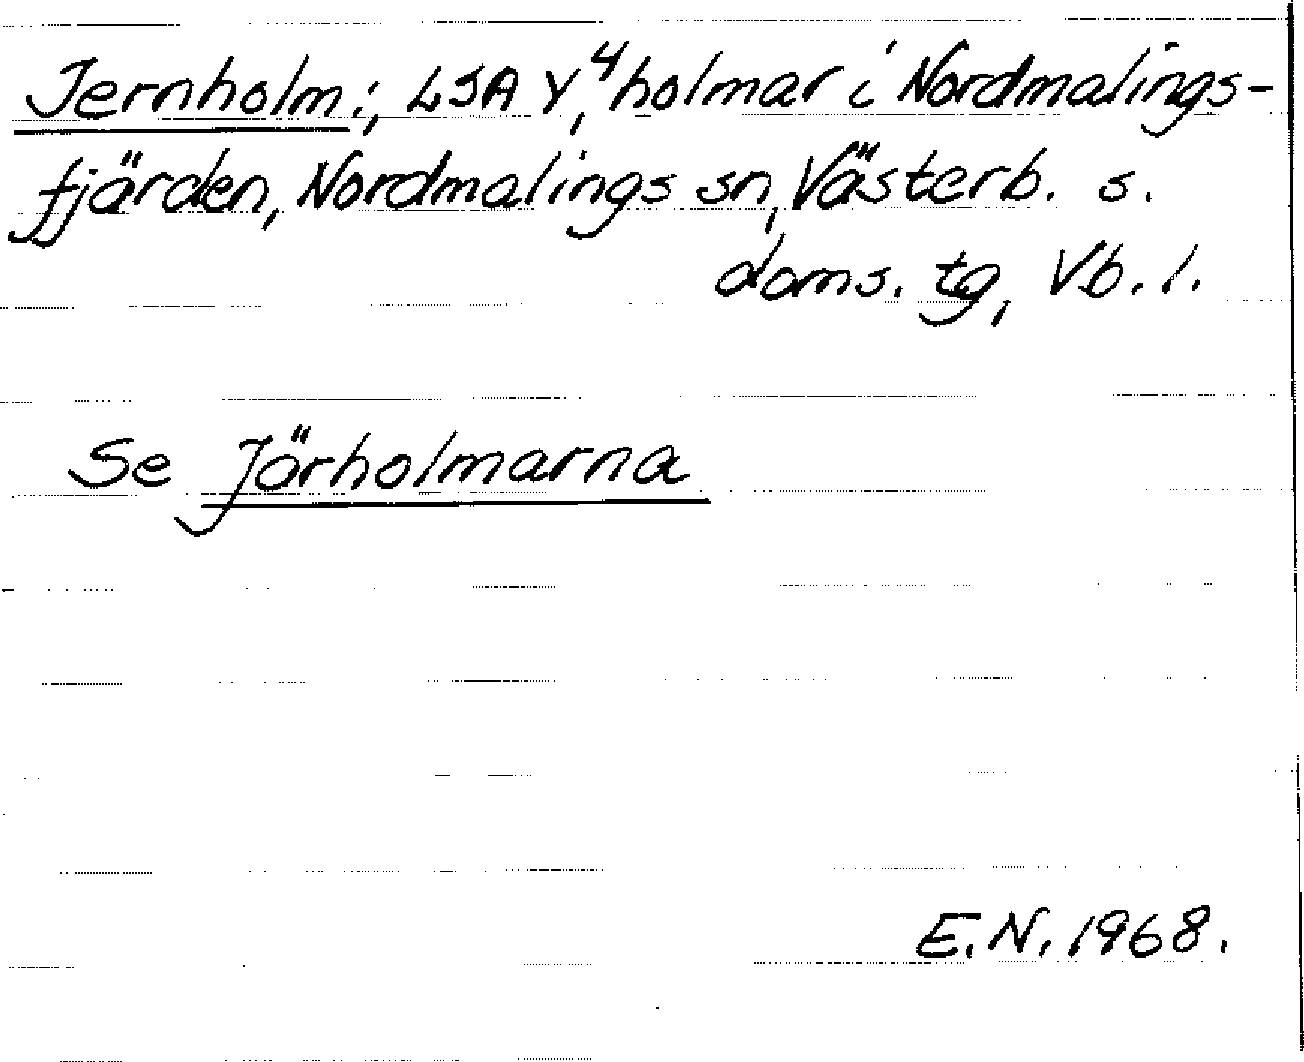 Jernholm:, LSA Y, 4 holmar i Nordmalings-
fjärden, Nordmalings sn, Västerb. s.
doms. tg, Vb. l.
Se Järholmarna
E.N. 1968.